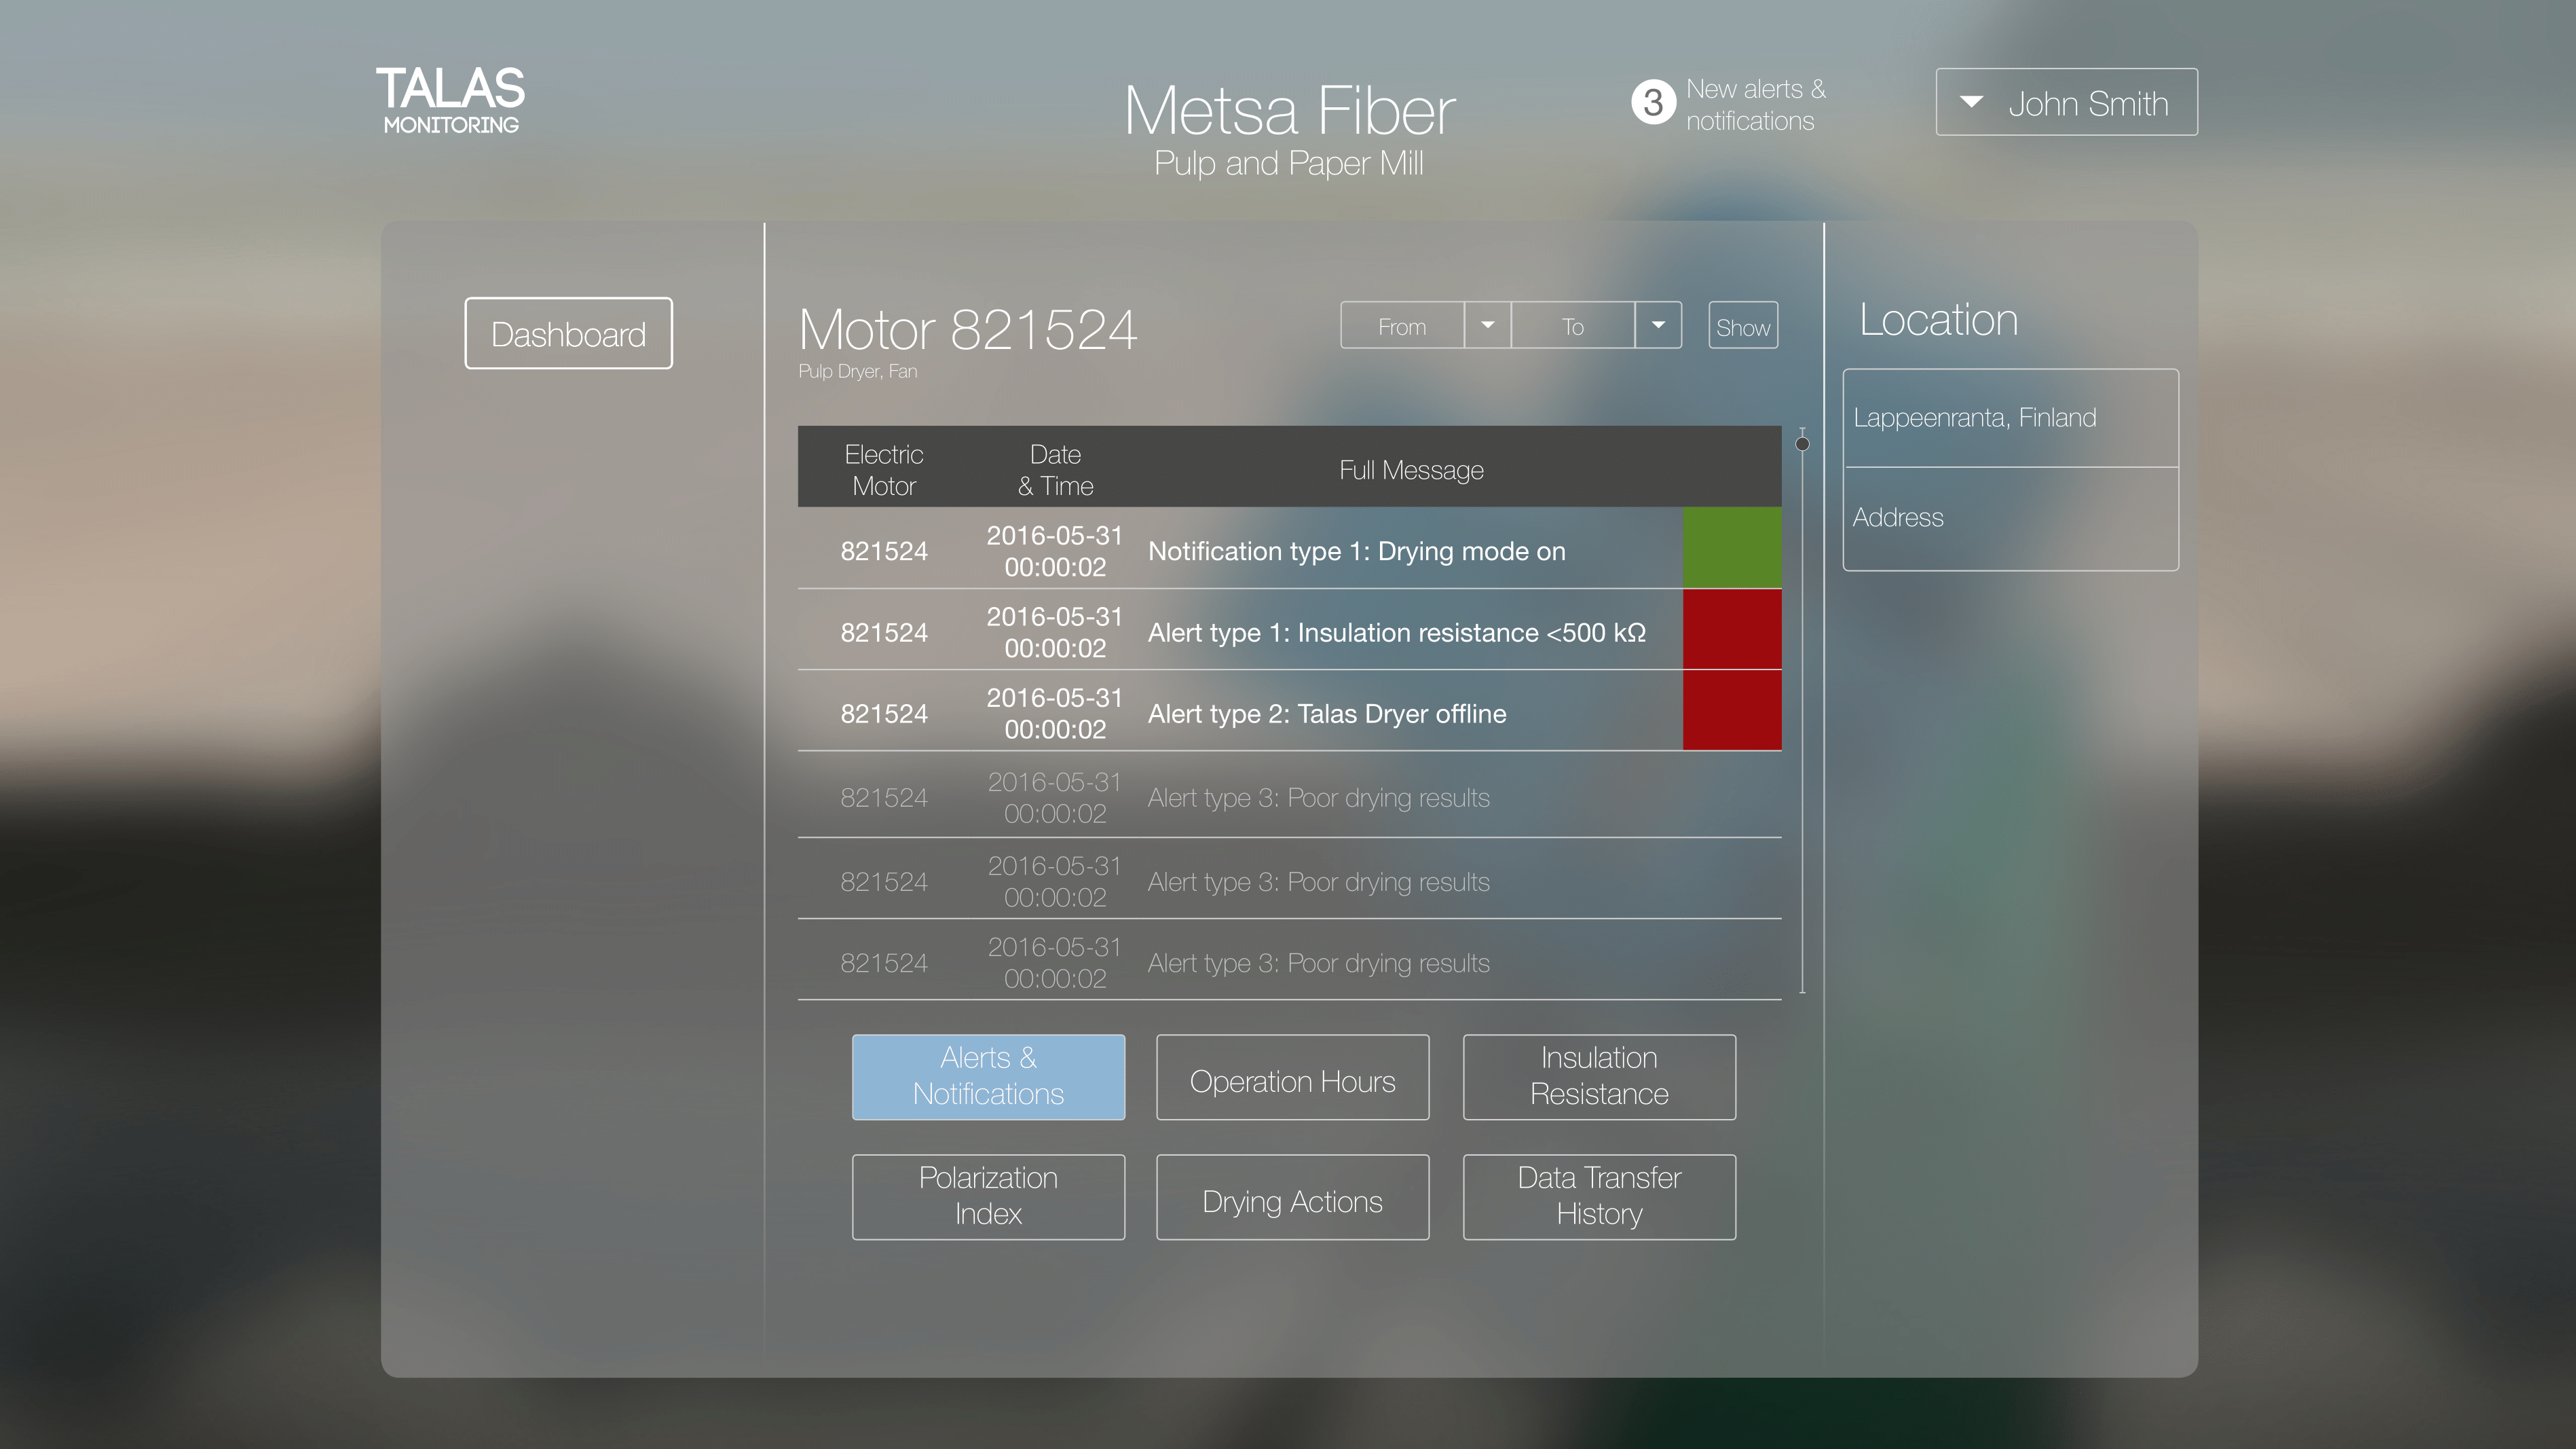 TALAS
MONITORING
Metsa Fiber
Pulp and Paper Mill
3
New alerts &
notifications
John Smith
Dashboard
Motor 821524
Pulp Dryer, Fan
From
To
Show
Location
Lappeenranta, Finland
Address
Electric
Motor
Date
& Time
Full Message
821524
2016-05-31
00:00:02
Notification type 1: Drying mode on
821524
2016-05-31
00:00:02
Alert type 1: Insulation resistance <500 kΩ
821524
2016-05-31
00:00:02
Alert type 2: Talas Dryer offline
821524
2016-05-31
00:00:02
Alert type 3: Poor drying results
821524
2016-05-31
00:00:02
Alert type 3: Poor drying results
821524
2016-05-31
00:00:02
Alert type 3: Poor drying results
Alerts &
Notifications
Operation Hours
Insulation
Resistance
Polarization
Index
Drying Actions
Data Transfer
History